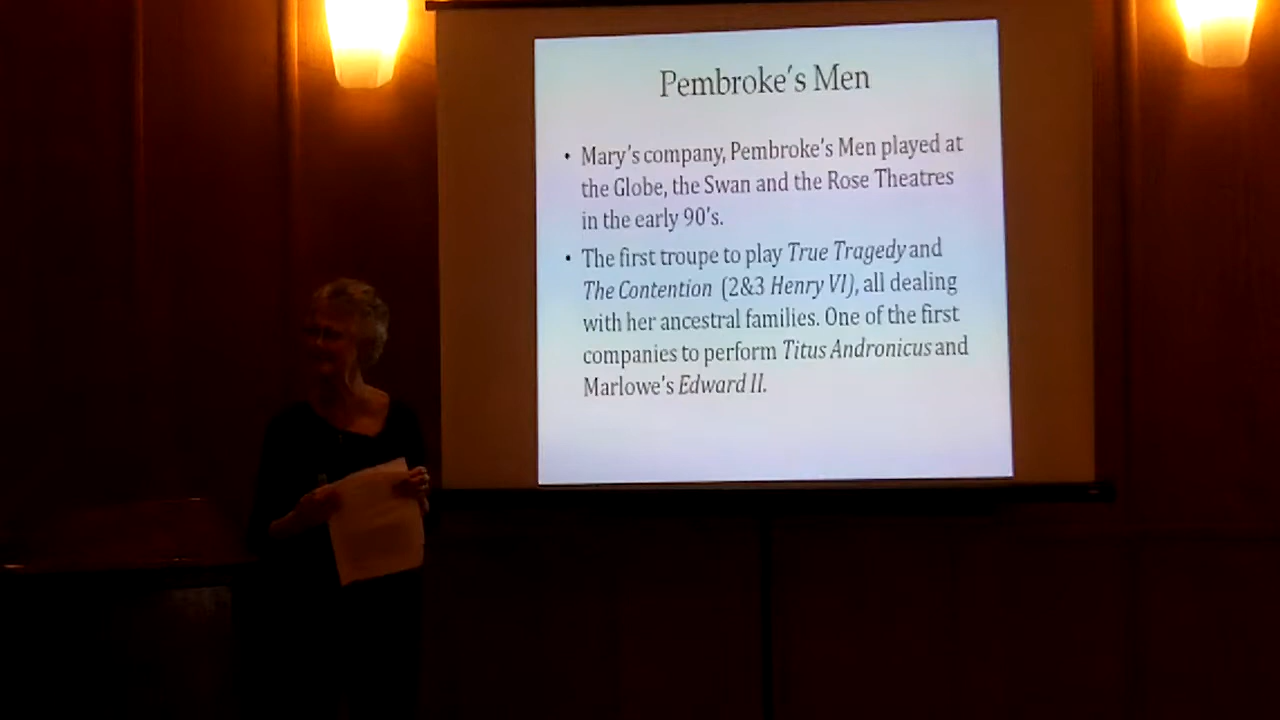 Pembroke's Men
• Mary's company, Pembroke's Men played at
the Globe, the Swan and the Rose Theatres
in the early 90's.
• The first troupe to play True Tragedy and
The Contention (2&3 Henry VI), all dealing
with her ancestral families. One of the first
companies to perform Titus Andronicus and
Marlowe's Edward II.